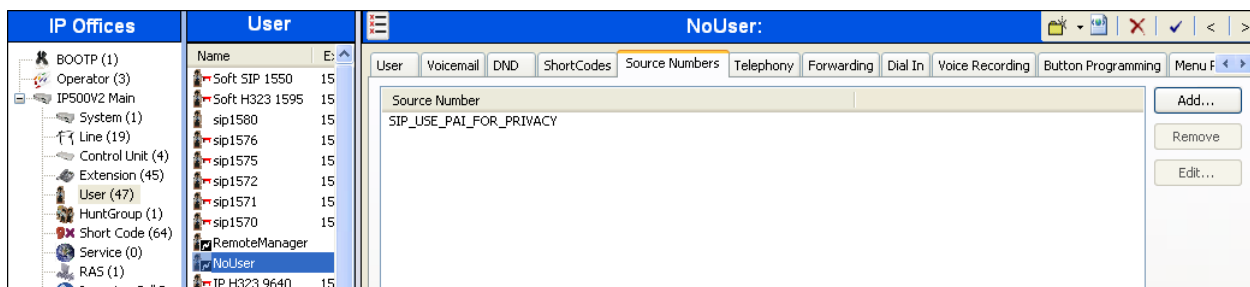 IP Offices
BOOTP (1)
Operator (3)
IP500V2 Main
System (1)
Line (19)
Control Unit (4)
Extension (45)
User (47)
HuntGroup (1)
Short Code (64)
Service (0)
RAS (1)
User
Name
Soft SIP 1550 15
Soft H323 1595 15
sip1580 15
sip1576 15
sip1575 15
sip1572 15
sip1571 15
sip1570 15
RemoteManager
NoUser
IP H323 9640 15
NoUser:
User Voicemail DND ShortCodes Source Numbers Telephony Forwarding Dial In Voice Recording Button Programming Menu
Source Number
SIP_USE_PAI_FOR_PRIVACY
Add...
Remove
Edit...